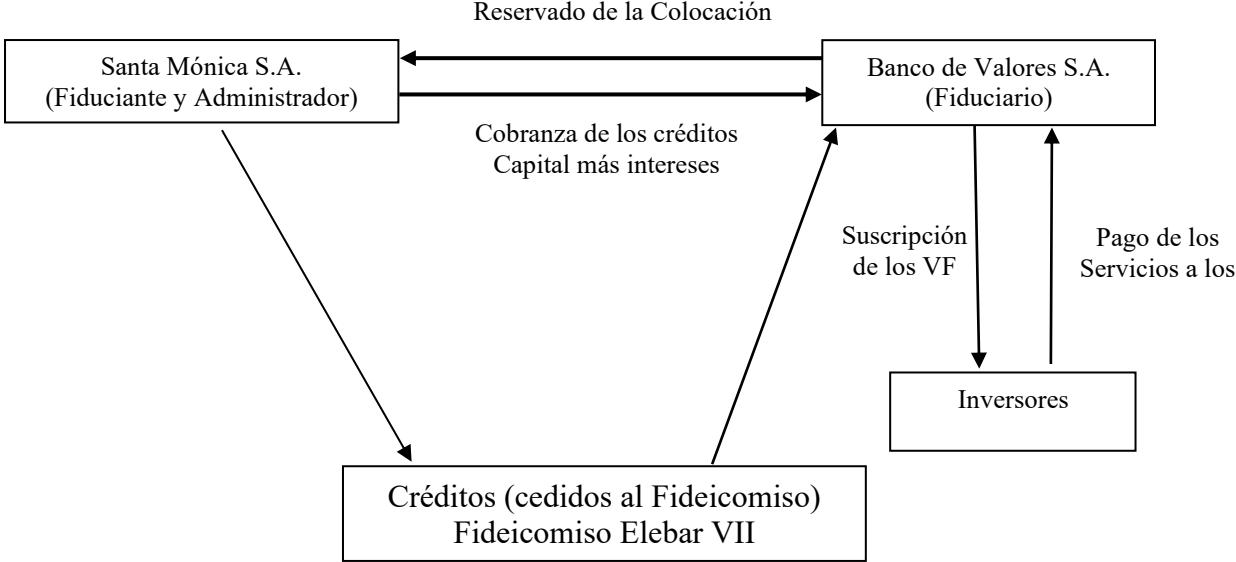 Reservado de la Colocación
Santa Mónica S.A.
(Fiduciante y Administrador)
Banco de Valores S.A.
(Fiduciario)
Cobranza de los créditos
Capital más intereses
Suscripción
de los VF
Pago de los
Servicios a los
Inversores
Créditos (cedidos al Fideicomiso)
Fideicomiso Elebar VII